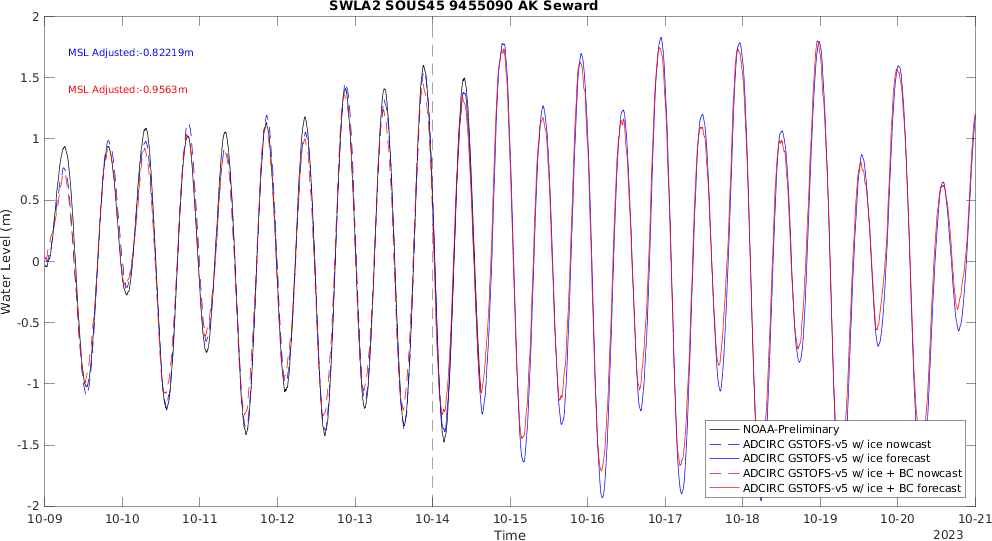 SWLA2 SOUS45 9455090 AK Seward
MSL Adjusted:-0.82219m
MSL Adjusted:-0.9563m
Water Level (m)
2
1.5
1
0.5
0
-0.5
-1
-1.5
-2
NOAA-Preliminary
ADCIRC GSTOFS-v5 w/ ice nowcast
ADCIRC GSTOFS-v5 w/ ice forecast
ADCIRC GSTOFS-v5 w/ ice + BC nowcast
ADCIRC GSTOFS-v5 w/ ice + BC forecast
10-09 10-10 10-11 10-12 10-13 10-14 10-15 10-16 10-17 10-18 10-19 10-20 10-21
Time
2023